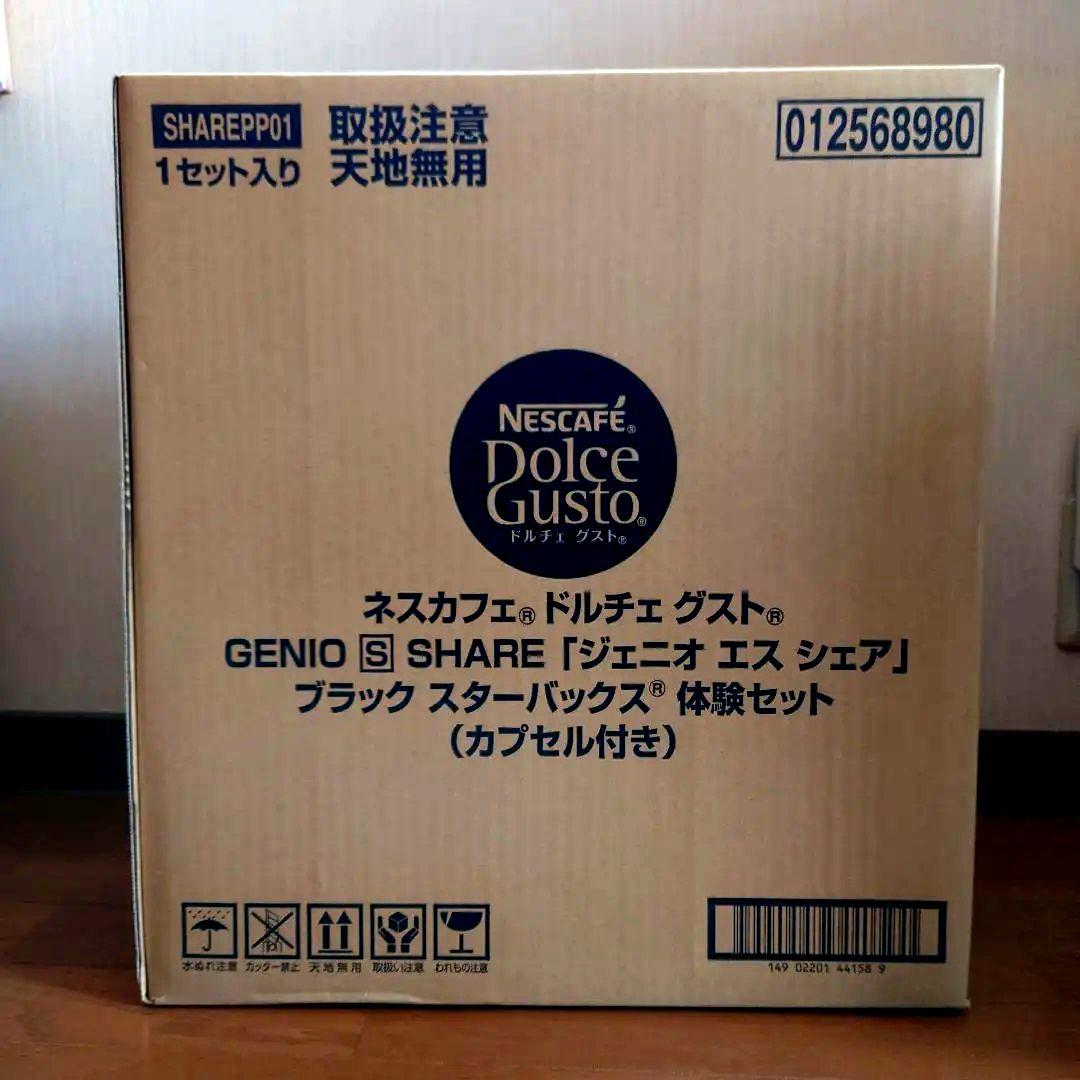 SHAREPP01
1セット入り
取扱注意
天地無用
012568980
NESCAFÉ®
Dolce
Gusto®
ドルチェ グスト®
ネスカフェ® ドルチェ グスト®
GENIO S SHARE「ジェニオ エス シェア」
ブラック スターバックス® 体験セット
(カプセル付き)
水ぬれ注意 カッター禁止 天地無用 取扱い注意 われもの注意
149 02201 44158 9